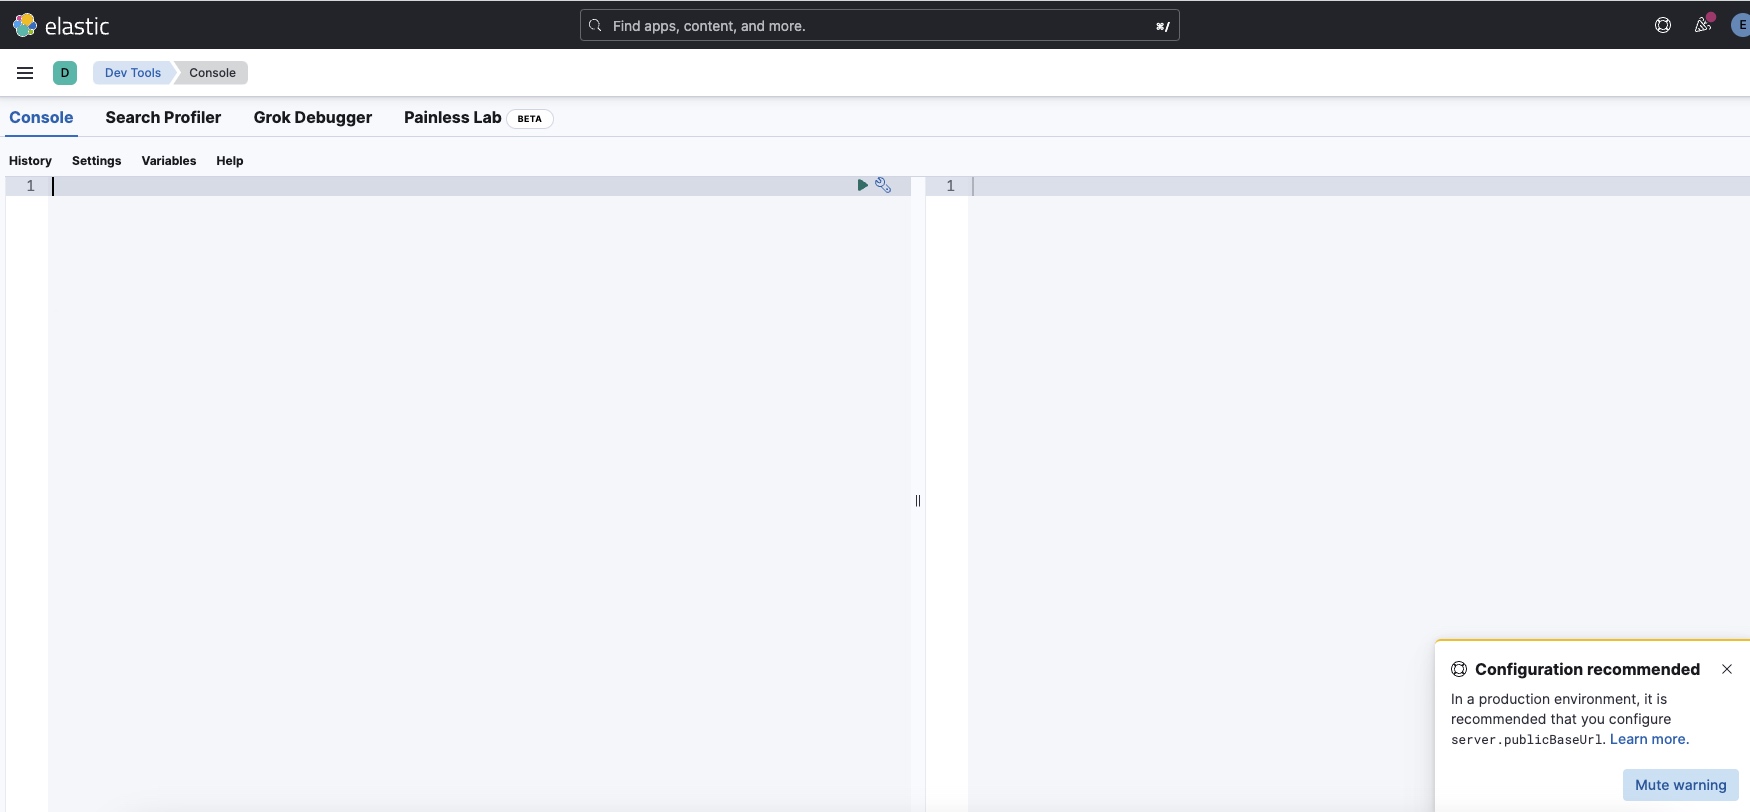 elastic
Find apps, content, and more.
⌘/
E
D
Dev Tools
Console
Console
Search Profiler
Grok Debugger
Painless Lab
BETA
History
Settings
Variables
Help
1
1
Configuration recommended
In a production environment, it is
recommended that you configure
server.publicBaseUrl. Learn more.
Mute warning